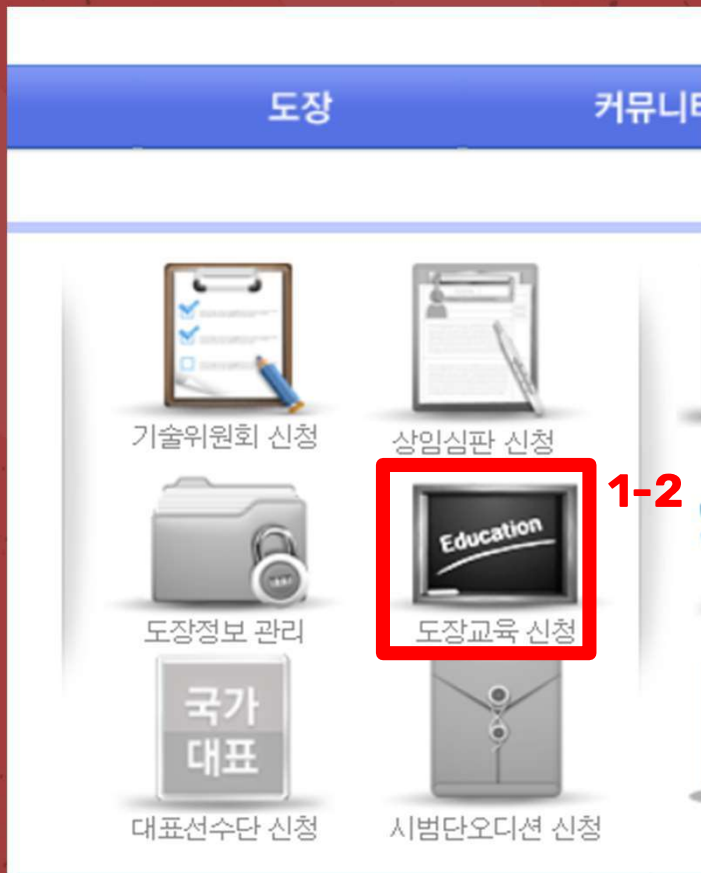 도장
커뮤니티
기술위원회 신청
상임심판 신청
1-2
Education
도장정보 관리
도장교육 신청
국가
대표
대표선수단 신청
시범단오디션 신청